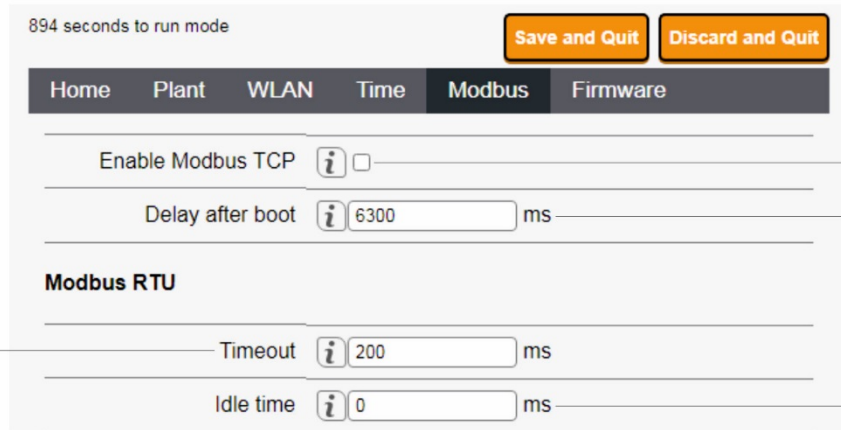 894 seconds to run mode
Save and Quit Discard and Quit
Home Plant WLAN Time Modbus Firmware
Enable Modbus TCP i
Delay after boot i 6300 ms
Modbus RTU
Timeout i 200 ms
Idle time i 0 ms